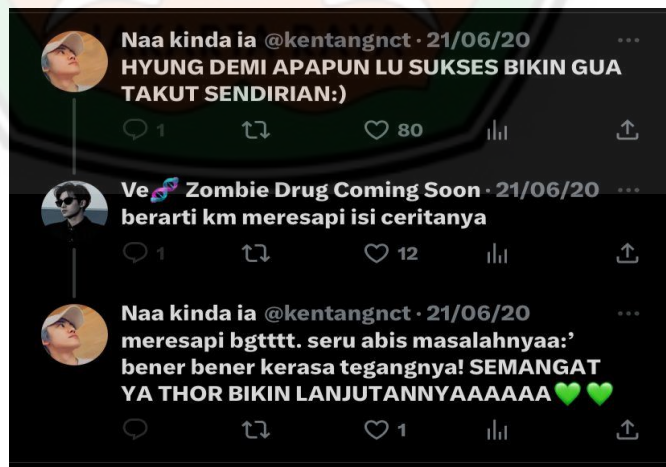 Naa kinda ia @kentangnct · 21/06/20
HYUNG DEMI APAPUN LU SUKSES BIKIN GUA
TAKUT SENDIRIAN:)
1 80
Ve🧬 Zombie Drug Coming Soon · 21/06/20
berarti km meresapi isi ceritanya
1 12
Naa kinda ia @kentangnct · 21/06/20
meresapi bgtttt. seru abis masalahnyaa:’
bener bener kerasa tegangnya! SEMANGAT
YA THOR BIKIN LANJUTANNYAAAAAA💚 💚
1